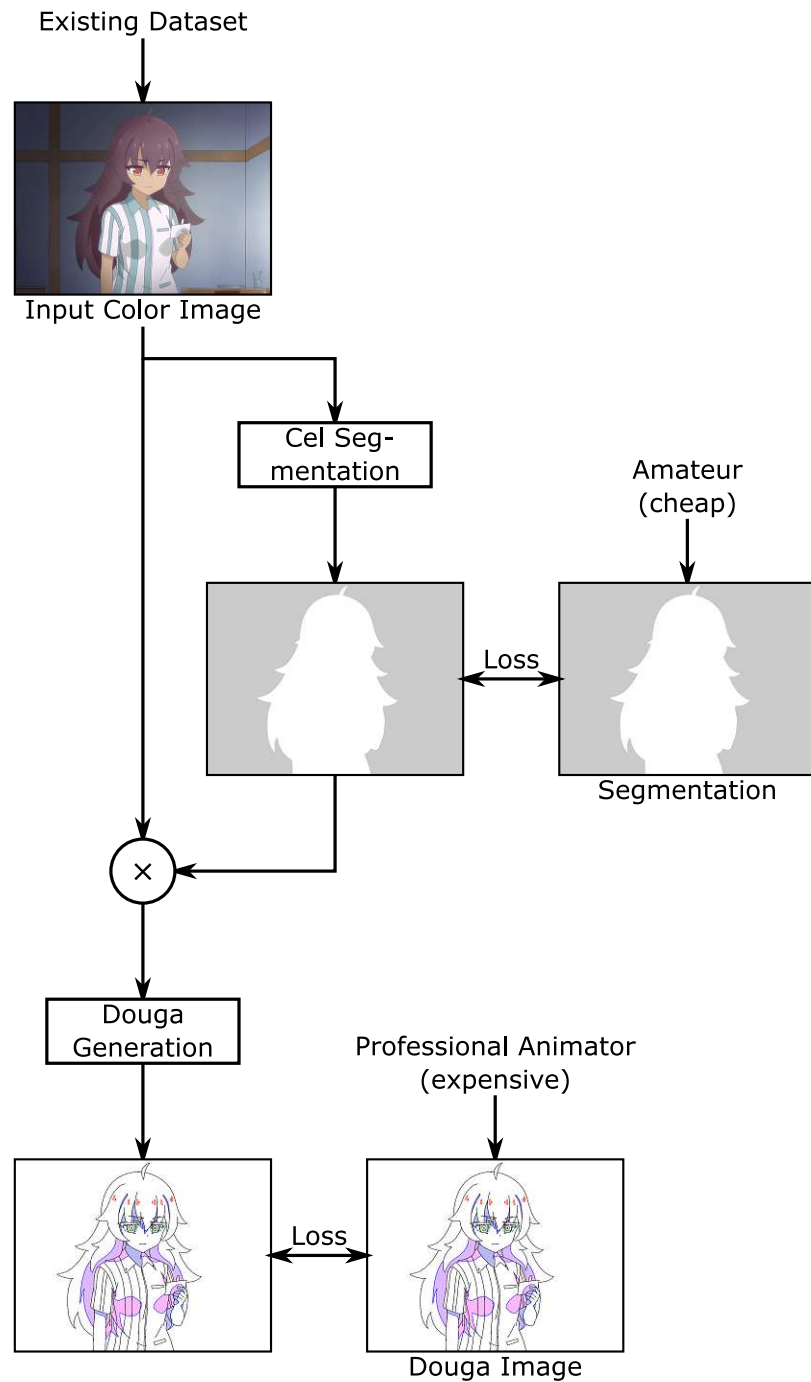 Existing Dataset
Input Color Image
Cel Seg-
mentation
Amateur
(cheap)
Loss
Segmentation
×
Douga
Generation
Professional Animator
(expensive)
Loss
Douga Image